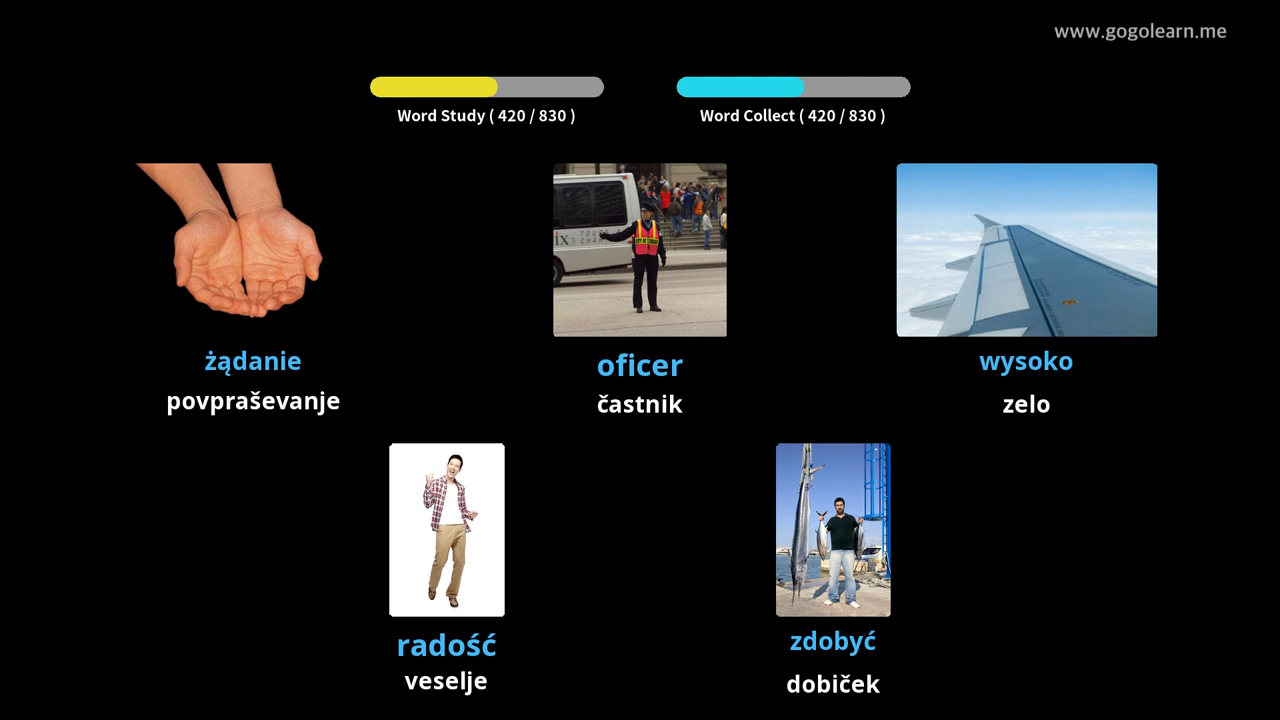 www.gogolearn.me
Word Study ( 420 / 830 )
Word Collect ( 420 / 830 )
żądanie
povpraševanje
oficer
častnik
wysoko
zelo
radość
veselje
zdobyć
dobiček